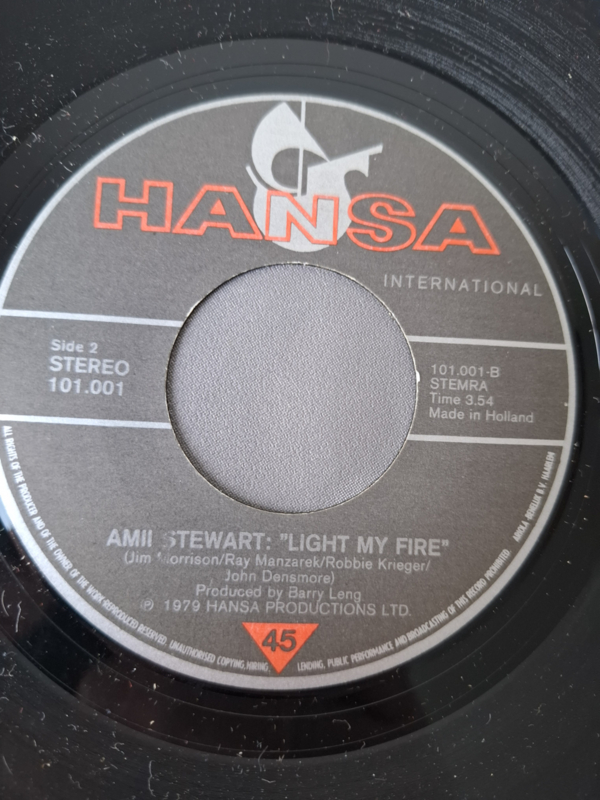 HANSA
INTERNATIONAL
Side 2
STEREO
101.001
101.001-B
STEMRA
Time 3.54
Made in Holland
AMII STEWART: "LIGHT MY FIRE"
(Jim Morrison/Ray Manzarek/Robbie Krieger/
John Densmore)
Produced by Barry Leng
℗ 1979 HANSA PRODUCTIONS LTD.
45
ALL RIGHTS OF THE PRODUCER AND OF THE OWNER OF THE WORK REPRODUCED RESERVED. UNAUTHORISED COPYING, HIRING, LENDING, PUBLIC PERFORMANCE AND BROADCASTING OF THIS RECORD PROHIBITED. ARIOLA BENELUX B.V. HAARLEM